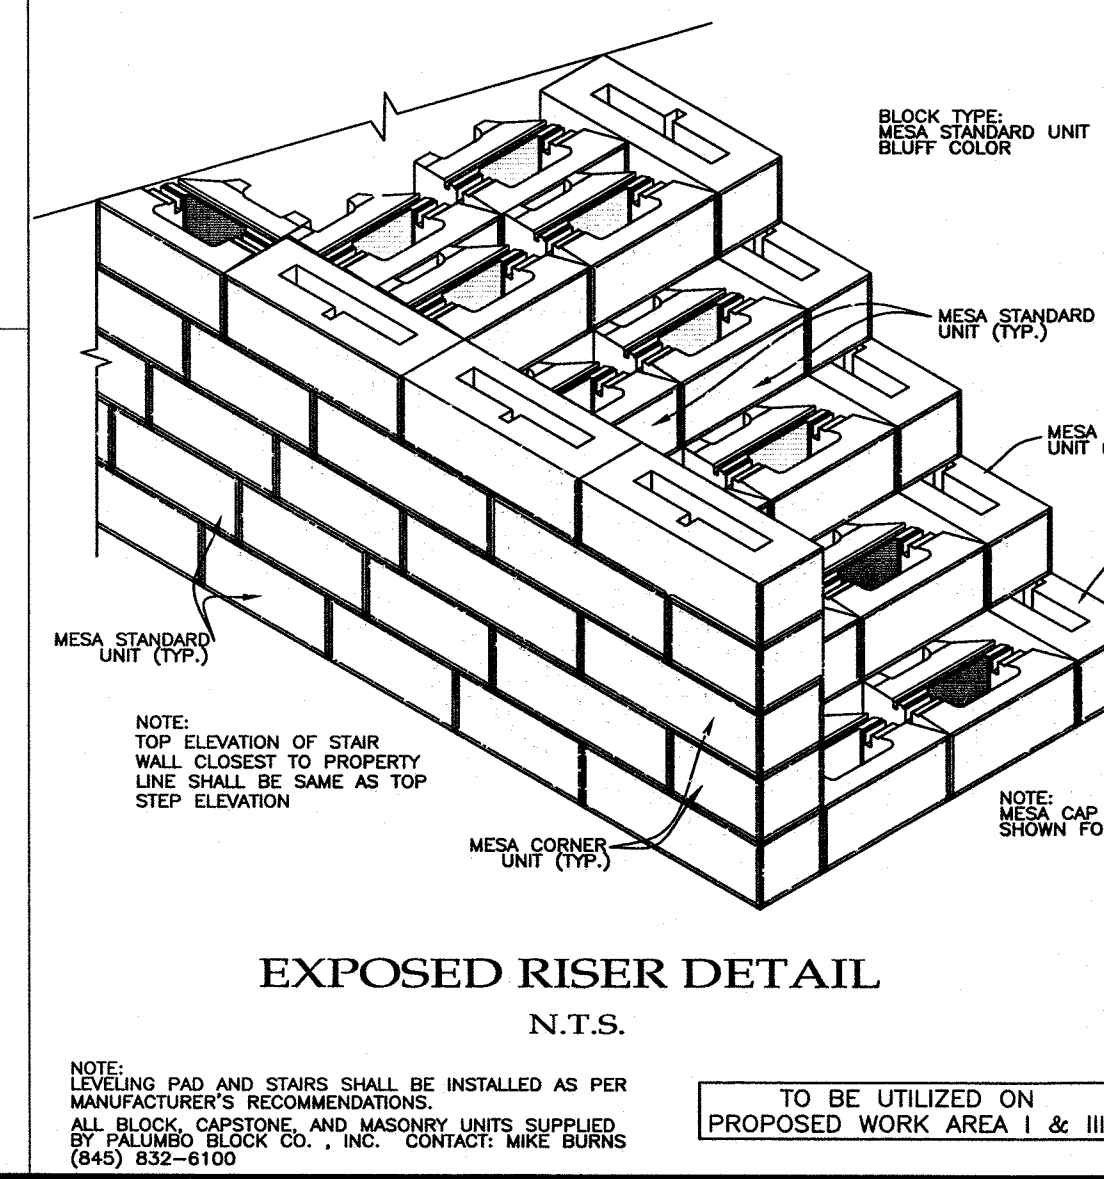 BLOCK TYPE:
MESA STANDARD UNIT
BLUFF COLOR
MESA STANDARD
UNIT (TYP.)
MESA
UNIT
MESA STANDARD
UNIT (TYP.)
NOTE:
TOP ELEVATION OF STAIR
WALL CLOSEST TO PROPERTY
LINE SHALL BE SAME AS TOP
STEP ELEVATION
NOTE:
MESA CAP
SHOWN FO
MESA CORNER
UNIT (TYP.)
EXPOSED RISER DETAIL
N.T.S.
NOTE:
LEVELING PAD AND STAIRS SHALL BE INSTALLED AS PER
MANUFACTURER'S RECOMMENDATIONS.
ALL BLOCK, CAPSTONE, AND MASONRY UNITS SUPPLIED
BY PALUMBO BLOCK CO. , INC. CONTACT: MIKE BURNS
(845) 832-6100
TO BE UTILIZED ON
PROPOSED WORK AREA I & III